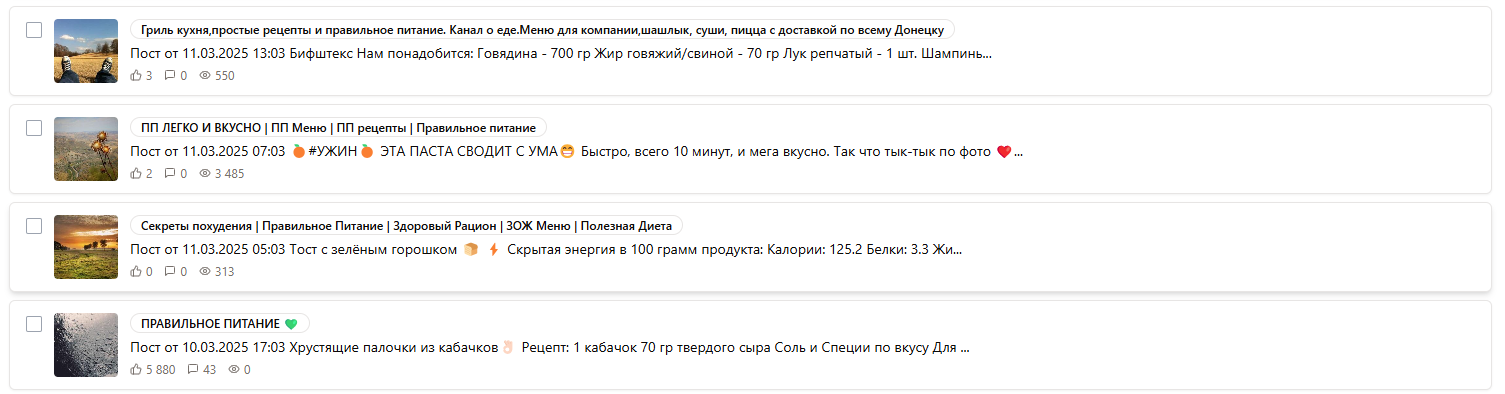 Гриль кухня,простые рецепты и правильное питание. Канал о еде.Меню для компании,шашлык, суши, пицца с доставкой по всему Донецку
Пост от 11.03.2025 13:03 Бифштекс Нам понадобится: Говядина - 700 гр Жир говяжий/свиной - 70 гр Лук репчатый - 1 шт. Шампинь...
3 0 550
ПП ЛЕГКО И ВКУСНО | ПП Меню | ПП рецепты | Правильное питание
Пост от 11.03.2025 07:03 🍊#УЖИН🍊 ЭТА ПАСТА СВОДИТ С УМА😁 Быстро, всего 10 минут, и мега вкусно. Так что тык-тык по фото ❤️...
2 0 3 485
Секреты похудения | Правильное Питание | Здоровый Рацион | ЗОЖ Меню | Полезная Диета
Пост от 11.03.2025 05:03 Тост с зелёным горошком 🍞 ⚡ Скрытая энергия в 100 грамм продукта: Калории: 125.2 Белки: 3.3 Жи...
0 0 313
ПРАВИЛЬНОЕ ПИТАНИЕ 💚
Пост от 10.03.2025 17:03 Хрустящие палочки из кабачков👌🏻 Рецепт: 1 кабачок 70 гр твердого сыра Соль и Специи по вкусу Для ...
5 880 43 0